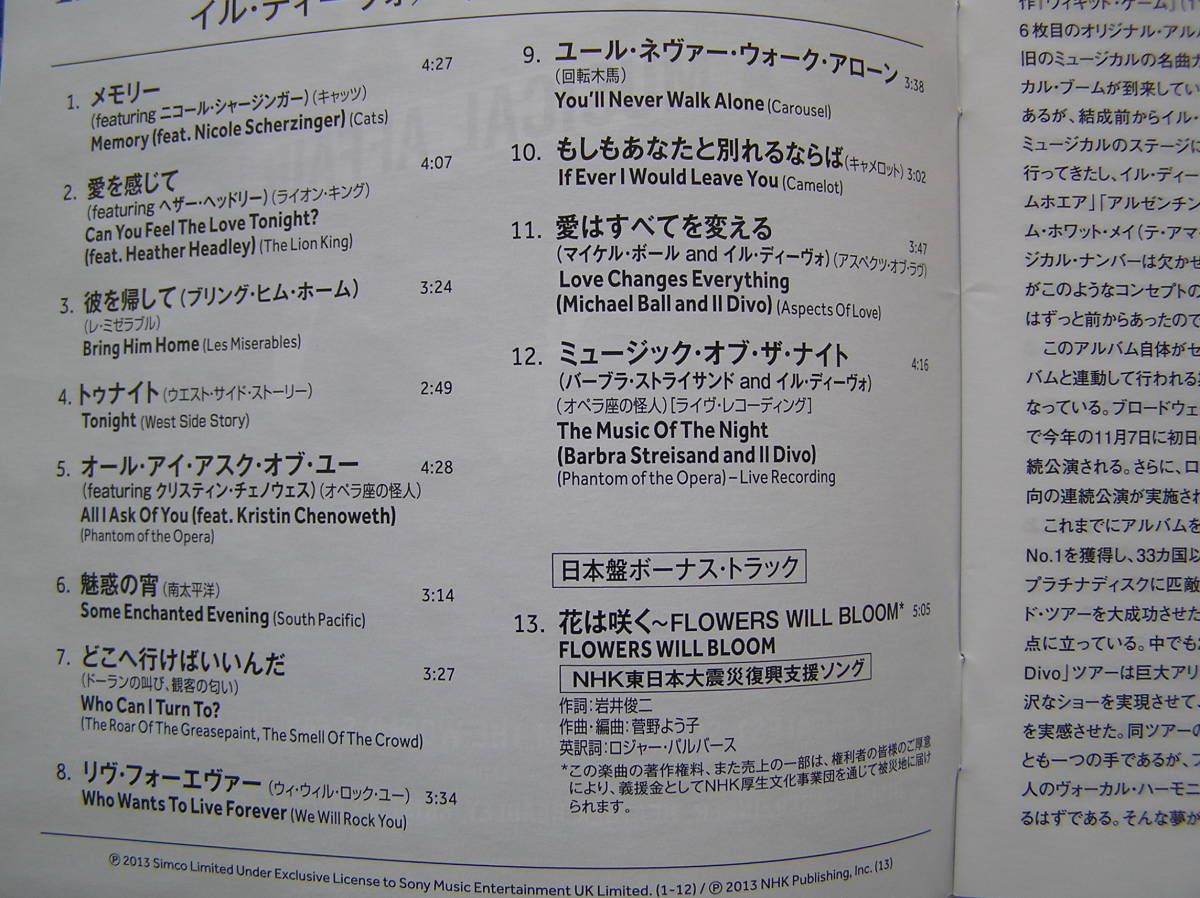 イル・ディーヴォ
1. メモリー 4:27
(featuring ニコール・シャージンガー) (キャッツ)
Memory (feat. Nicole Scherzinger) (Cats)
2. 愛を感じて 4:07
(featuring ヘザー・ヘッドリー) (ライオン・キング)
Can You Feel The Love Tonight?
(feat. Heather Headley) (The Lion King)
3. 彼を帰して (ブリング・ヒム・ホーム) 3:24
(レ・ミゼラブル)
Bring Him Home (Les Miserables)
4. トゥナイト (ウエスト・サイド・ストーリー) 2:49
Tonight (West Side Story)
5. オール・アイ・アスク・オブ・ユー 4:28
(featuring クリスティン・チェノウェス) (オペラ座の怪人)
All I Ask Of You (feat. Kristin Chenoweth)
(Phantom of the Opera)
6. 魅惑の宵 (南太平洋) 3:14
Some Enchanted Evening (South Pacific)
7. どこへ行けばいいんだ 3:27
(ドーランの叫び、観客の匂い)
Who Can I Turn To?
(The Roar Of The Greasepaint, The Smell Of The Crowd)
8. リヴ・フォーエヴァー (ウィ・ウィル・ロック・ユー) 3:34
Who Wants To Live Forever (We Will Rock You)
9. ユール・ネヴァー・ウォーク・アローン 3:38
(回転木馬)
You'll Never Walk Alone (Carousel)
10. もしもあなたと別れるならば (キャメロット) 3:02
If Ever I Would Leave You (Camelot)
11. 愛はすべてを変える 3:47
(マイケル・ボール and イル・ディーヴォ) (アスペクツ・オブ・ラヴ)
Love Changes Everything
(Michael Ball and Il Divo) (Aspects Of Love)
12. ミュージック・オブ・ザ・ナイト 4:16
(バーブラ・ストライサンド and イル・ディーヴォ)
(オペラ座の怪人) [ライヴ・レコーディング]
The Music Of The Night
(Barbra Streisand and Il Divo)
(Phantom of the Opera) – Live Recording
日本盤ボーナス・トラック
13. 花は咲く～FLOWERS WILL BLOOM* 5:05
FLOWERS WILL BLOOM
NHK東日本大震災復興支援ソング
作詞：岩井俊二
作曲・編曲：菅野よう子
英訳詞：ロジャー・パルバース
*この楽曲の著作権料、また売上の一部は、権利者の皆様のご厚意
により、義援金としてNHK厚生文化事業団を通じて被災地に届け
られます。
Ⓟ 2013 Simco Limited Under Exclusive License to Sony Music Entertainment UK Limited. (1-12) / Ⓟ 2013 NHK Publishing, Inc. (13)
作「ウィキッド・ゲーム」(1
6枚目のオリジナル・アルバ
旧のミュージカルの名曲カ
カル・ブームが到来してい
あるが、結成前からイル・
ミュージカルのステージに
行ってきたし、イル・ディー
ムホエア」「アルゼンチン
ム・ホワット・メイ(テ・アマー
ジカル・ナンバーは欠かせ
がこのようなコンセプトの
はずっと前からあったので
このアルバム自体がセ
バムと連動して行われる
なっている。ブロードウェ
で今年の11月7日に初日
続公演される。さらに、ロ
向の連続公演が実施され
これまでにアルバムを
No.1を獲得し、33カ国以
プラチナディスクに匹敵
ド・ツアーを大成功させた
点に立っている。中でも
Divo」ツアーは巨大アリ
沢なショーを実現させて、
を実感させた。同ツアーの
とも一つの手であるが、
人のヴォーカル・ハーモニ
るはずである。そんな夢が